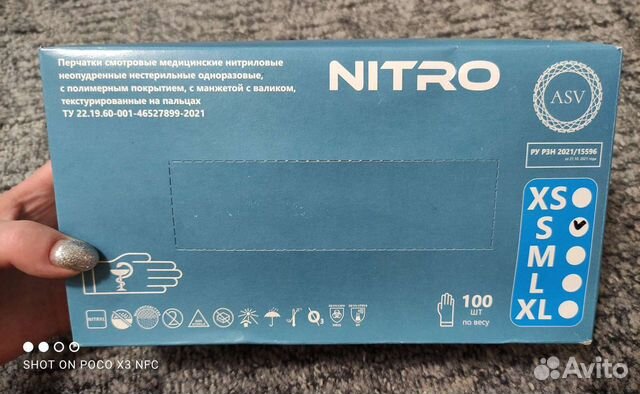 Перчатки смотровые медицинские нитриловые
неопудренные нестерильные одноразовые,
с полимерным покрытием, с манжетой с валиком,
текстурированные на пальцах
ТУ 22.19.60-001-46527899-2021
NITRO
ASV
РУ РЗН 2021/15596
XS
S
M
L
XL
NITRIL
100
ШТ
по весу
SHOT ON POCO X3 NFC
Avito